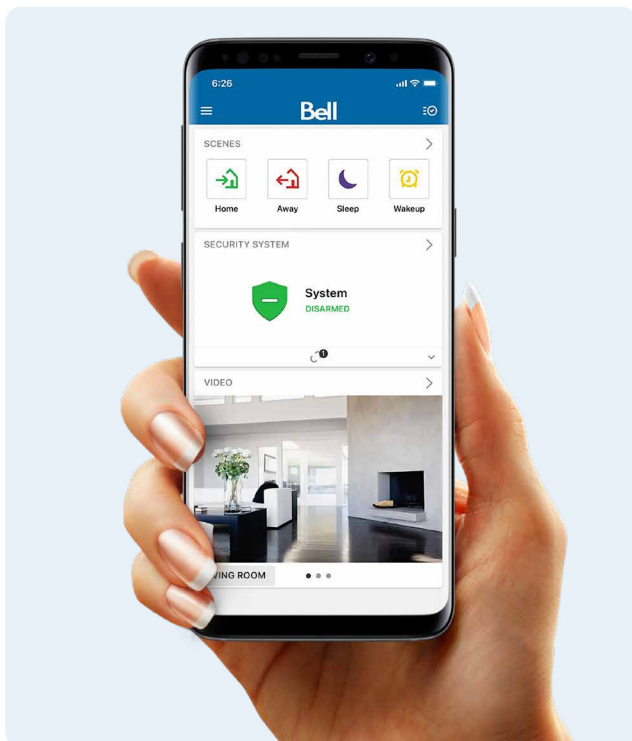 6:26
Bell
SCENES
Home Away Sleep Wakeup
SECURITY SYSTEM
System
DISARMED
1
VIDEO
VING ROOM